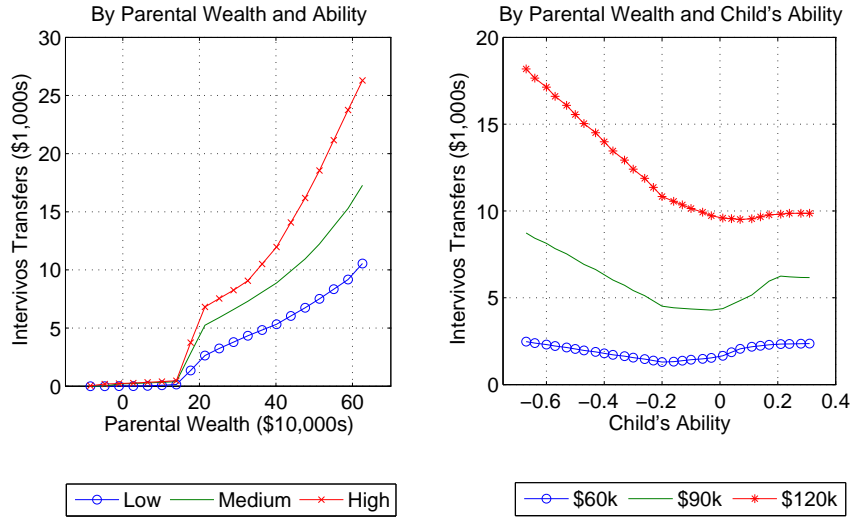 By Parental Wealth and Ability
Intervivos Transfers ($1,000s)
30
25
20
15
10
5
0
0 20 40 60
Parental Wealth ($10,000s)
Low Medium High
By Parental Wealth and Child's Ability
Intervivos Transfers ($1,000s)
20
15
10
5
0
−0.6 −0.4 −0.2 0 0.2 0.4
Child's Ability
$60k $90k $120k